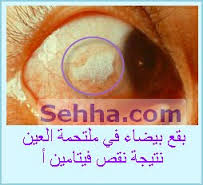 Sehha.com
بقع بيضاء في ملتحمة العين
نتيجة نقص فيتامين أ